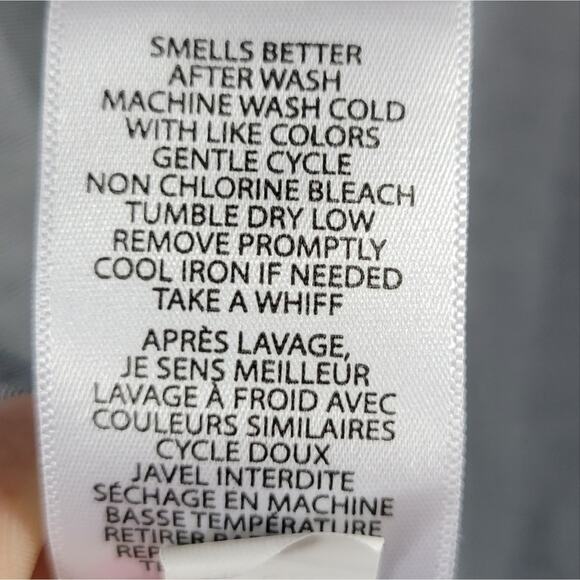 SMELLS BETTER
AFTER WASH
MACHINE WASH COLD
WITH LIKE COLORS
GENTLE CYCLE
NON CHLORINE BLEACH
TUMBLE DRY LOW
REMOVE PROMPTLY
COOL IRON IF NEEDED
TAKE A WHIFF
APRÈS LAVAGE,
JE SENS MEILLEUR
LAVAGE À FROID AVEC
COULEURS SIMILAIRES
CYCLE DOUX
JAVEL INTERDITE
SÉCHAGE EN MACHINE
BASSE TEMPÉRATURE
RETIRER